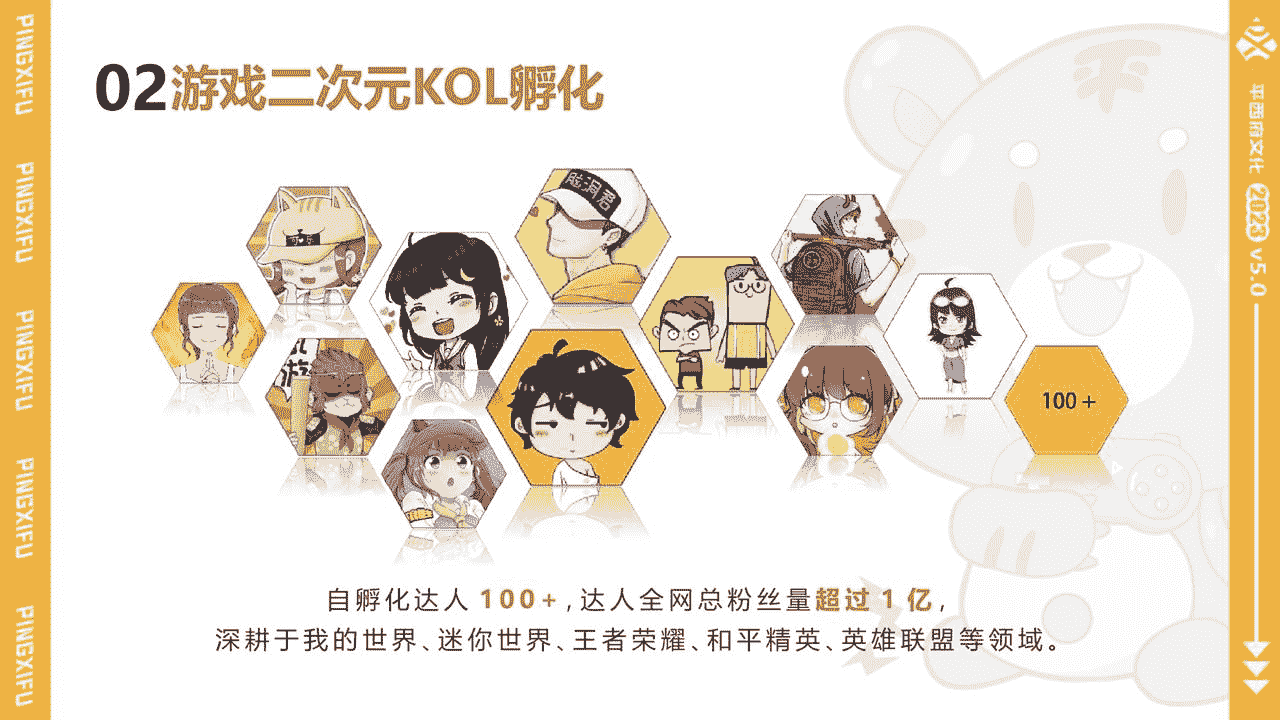 PINGXIFU
PINGXIFU
PINGXIFU
PINGXIFU
PINGXIFU
02游戏二次元KOL孵化
脑洞君
100 +
自孵化达人 100+ ,达人全网总粉丝量超过 1 亿,
深耕于我的世界、迷你世界、王者荣耀、和平精英、英雄联盟等领域。
平西府文化 2023 v5.0